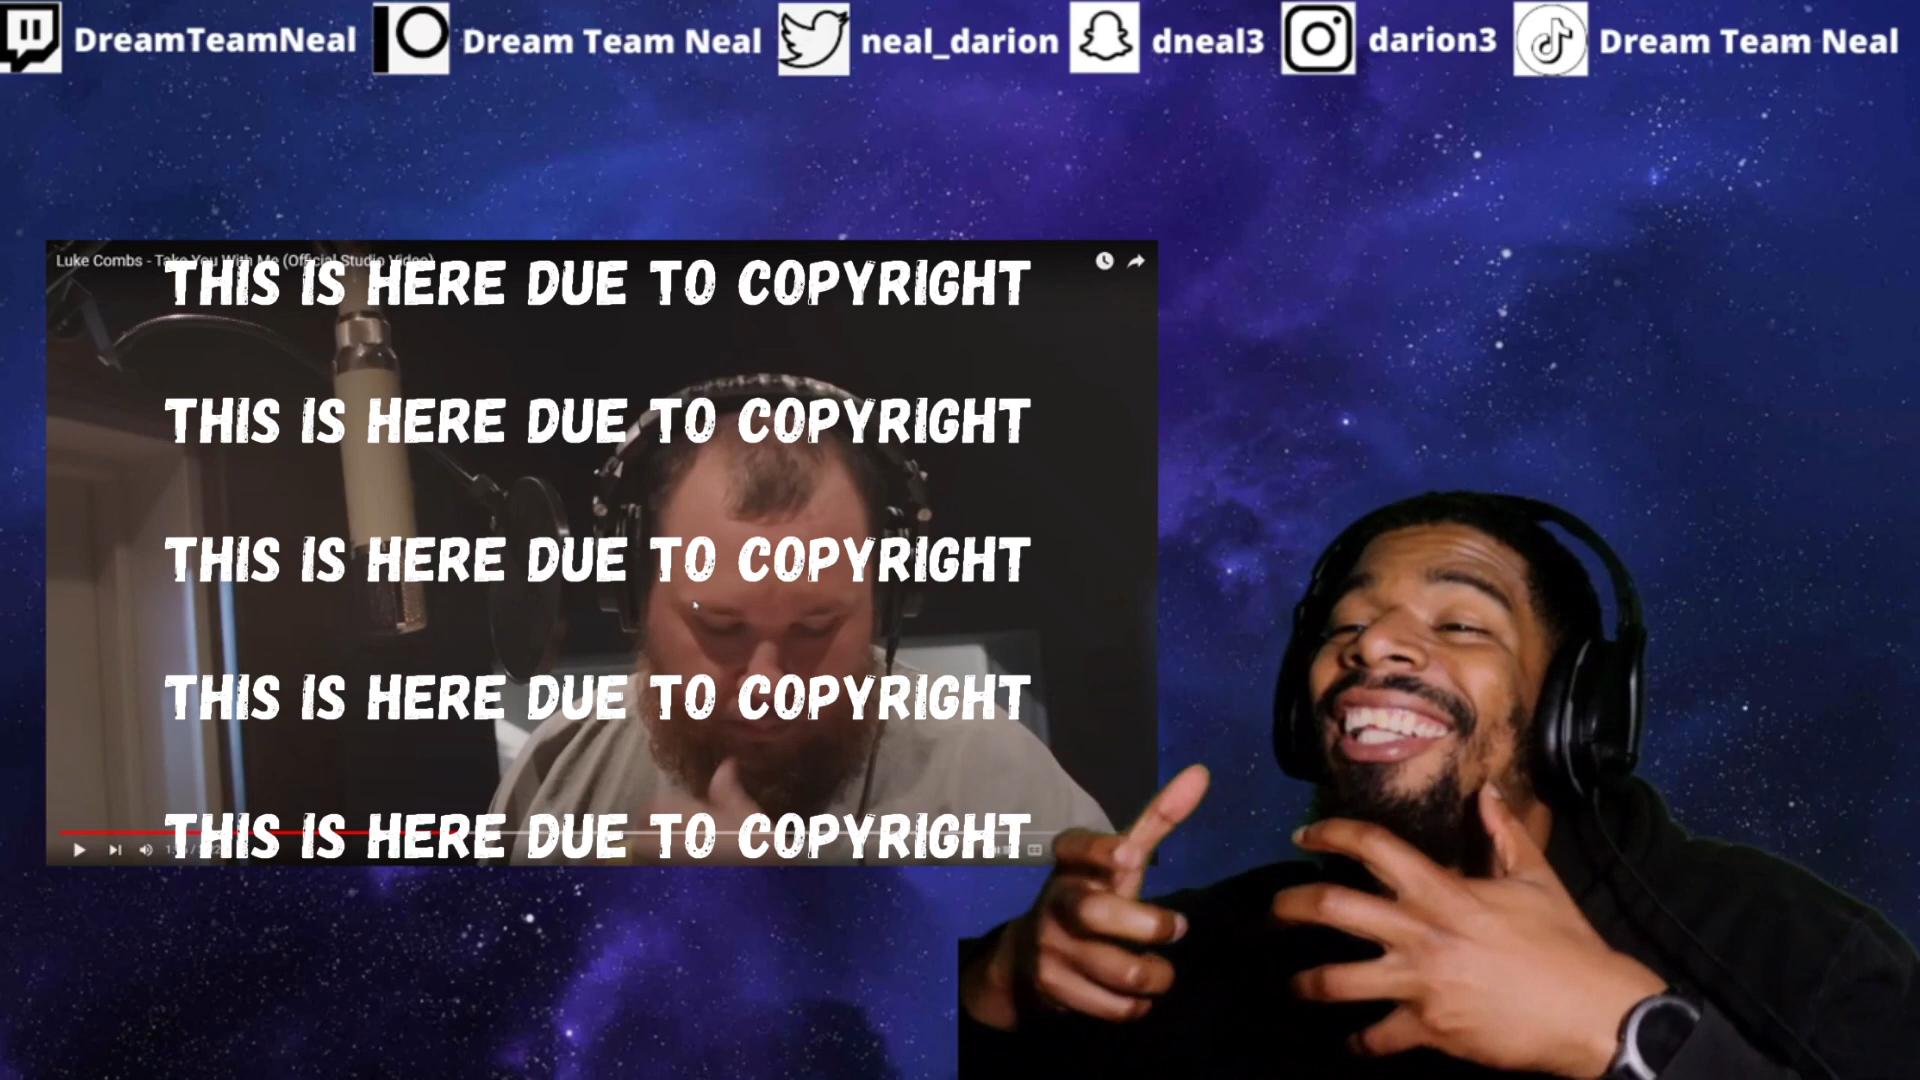 DreamTeamNeal Dream Team Neal neal_darion dneal3 darion3 Dream Team Neal
Luke Combs - Take You With Me (Official Studio Video)
THIS IS HERE DUE TO COPYRIGHT
THIS IS HERE DUE TO COPYRIGHT
THIS IS HERE DUE TO COPYRIGHT
THIS IS HERE DUE TO COPYRIGHT
THIS IS HERE DUE TO COPYRIGHT